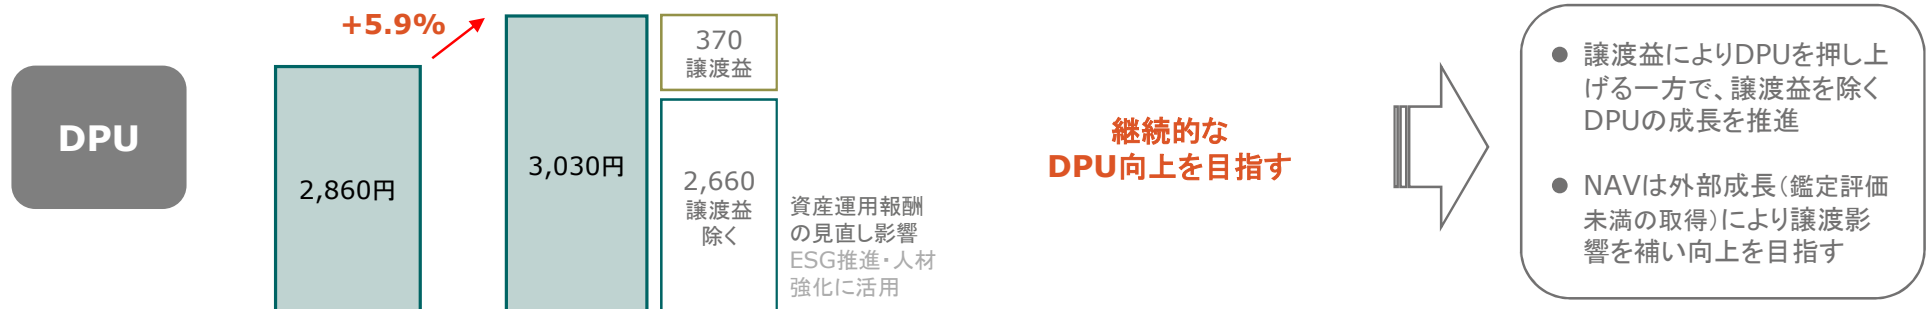 DPU
2,860円
+5.9%
3,030円
370
譲渡益
2,660
譲渡益
除く
資産運用報酬
の見直し影響
ESG推進・人材
強化に活用
継続的な
DPU向上を目指す
● 譲渡益によりDPUを押し上
げる一方で、譲渡益を除く
DPUの成長を推進
● NAVは外部成長（鑑定評価
未満の取得）により譲渡影
響を補い向上を目指す